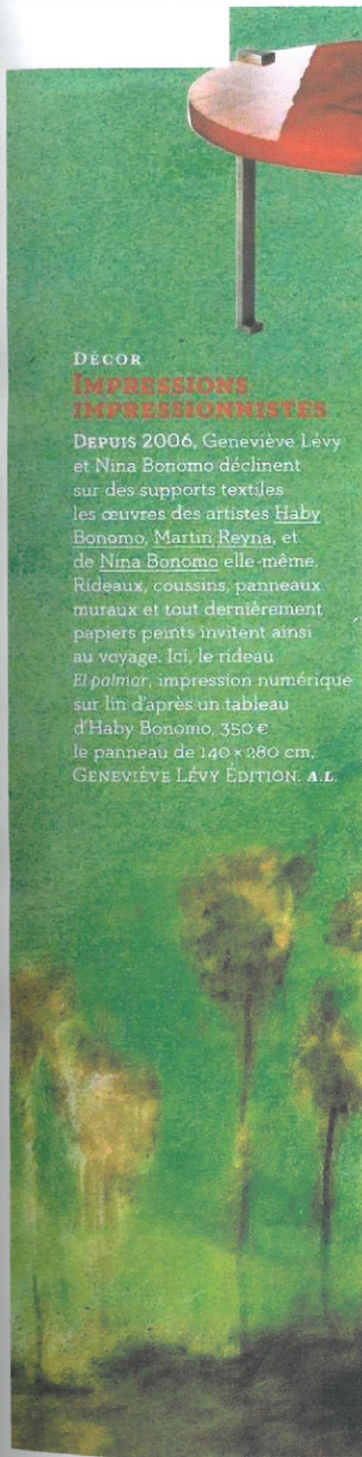 DÉCOR
IMPRESSIONS
IMPRESSIONNISTES
DEPUIS 2006, Geneviève Lévy
et Nina Bonomo déclinent
sur des supports textiles
les œuvres des artistes Haby
Bonomo, Martin Reyna, et
de Nina Bonomo elle-même.
Rideaux, coussins, panneaux
muraux et tout dernièrement
papiers peints invitent ainsi
au voyage. Ici, le rideau
El palmar, impression numérique
sur lin d'après un tableau
d'Haby Bonomo, 350 €
le panneau de 140 × 280 cm,
GENEVIÈVE LÉVY ÉDITION. A.L.